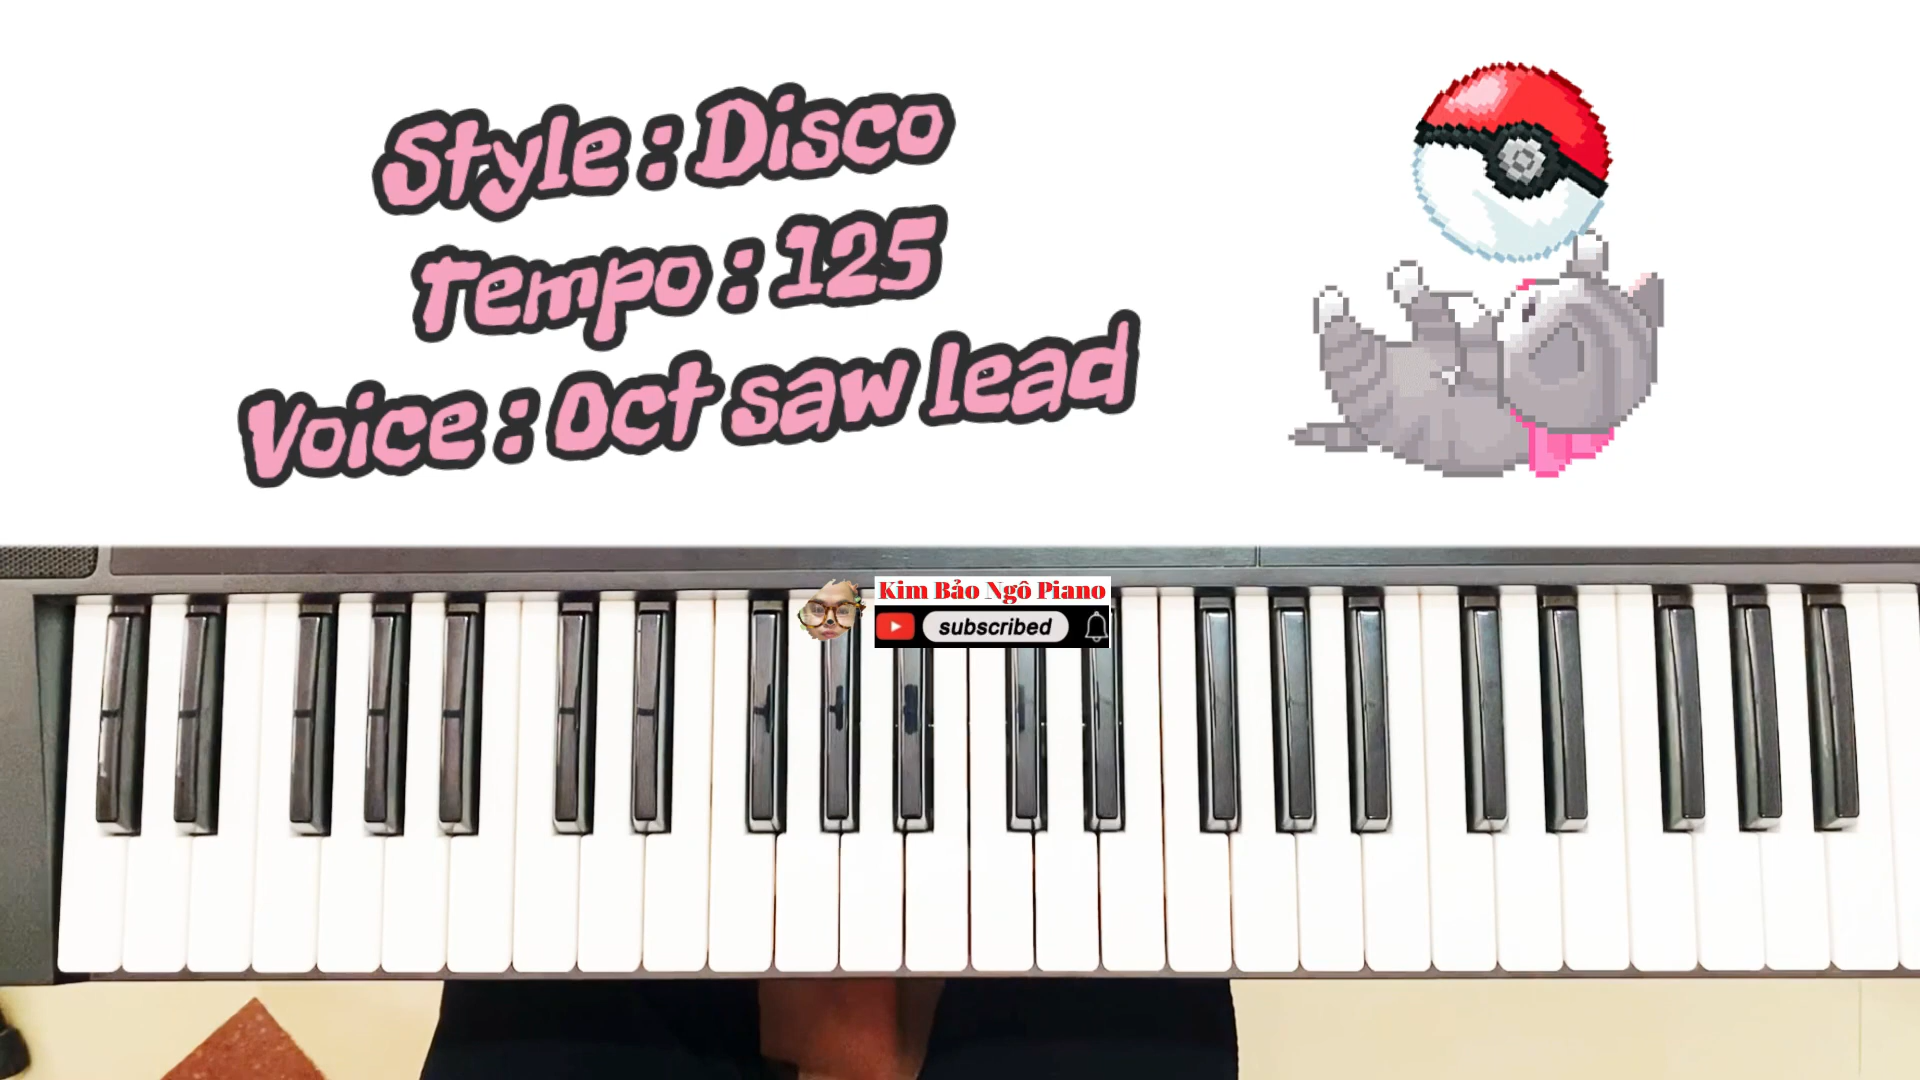 Style : Disco
Tempo : 125
Voice : Oct saw lead
Kim Bảo Ngô Piano
subscribed